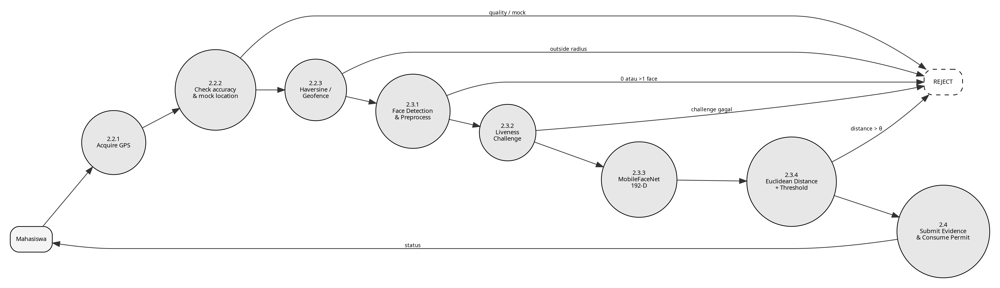 quality / mock
outside radius
0 atau >1 face
REJECT
2.2.2
Check accuracy
& mock location
2.2.3
Haversine /
Geofence
2.3.1
Face Detection
& Preprocess
challenge gagal
2.3.2
Liveness
Challenge
distance > θ
2.2.1
Acquire GPS
2.3.3
MobileFaceNet
192-D
2.3.4
Euclidean Distance
+ Threshold
2.4
Submit Evidence
& Consume Permit
Mahasiswa
status